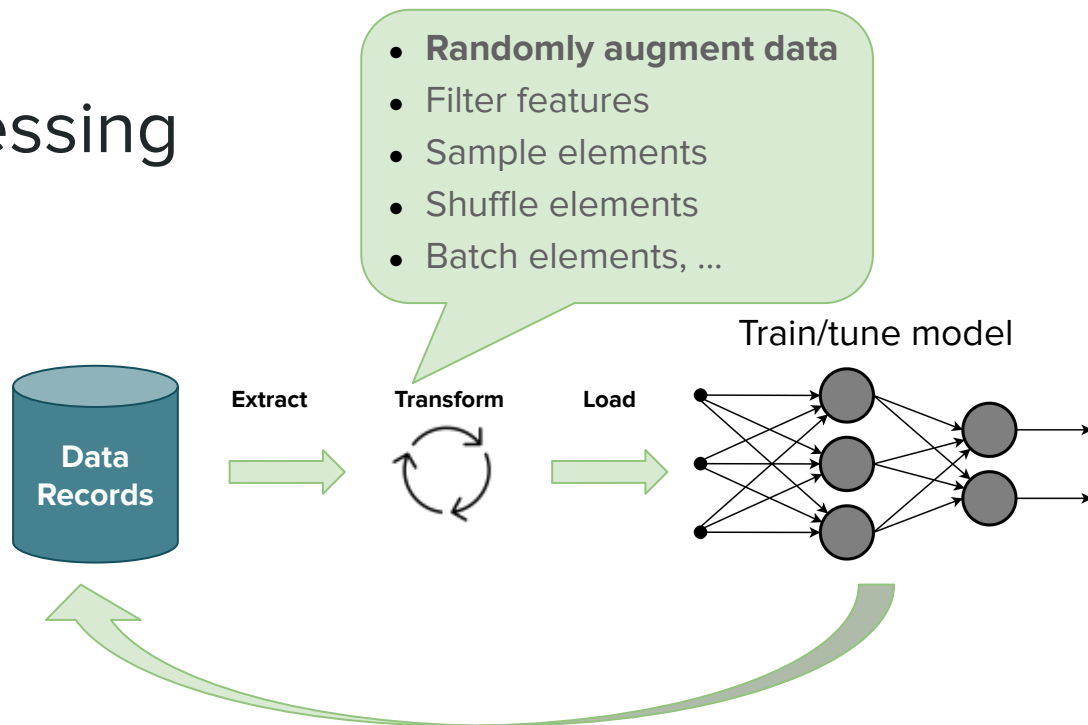 essing
Randomly augment data
Filter features
Sample elements
Shuffle elements
Batch elements, ...
Train/tune model
Extract
Transform
Load
Data
Records